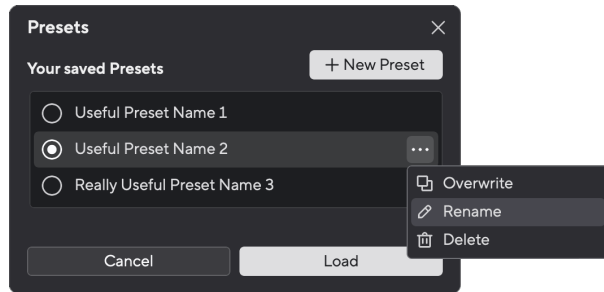 Presets
Your saved Presets
+ New Preset
Useful Preset Name 1
Useful Preset Name 2
Really Useful Preset Name 3
Overwrite
Rename
Delete
Cancel
Load